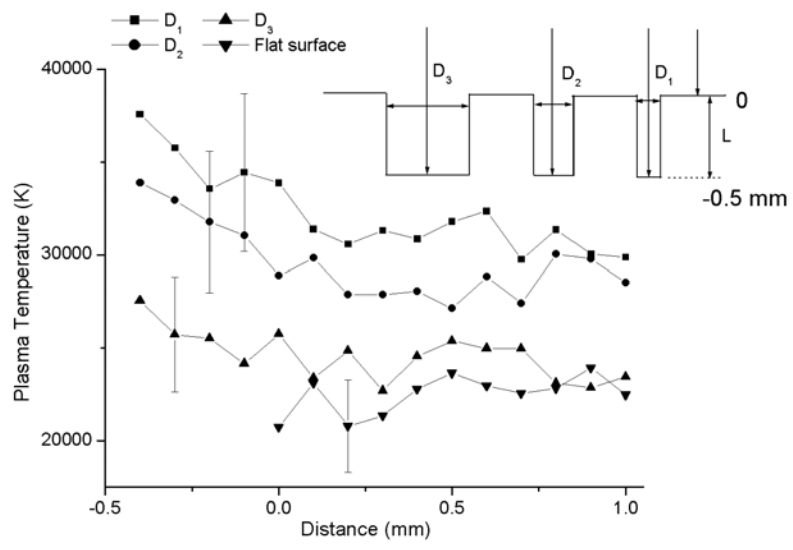 D₁ D₃
D₂ Flat surface
40000
30000
20000
Plasma Temperature (K)
-0.5 0.0 0.5 1.0
Distance (mm)
D₃ D₂ D₁
0
L
-0.5 mm